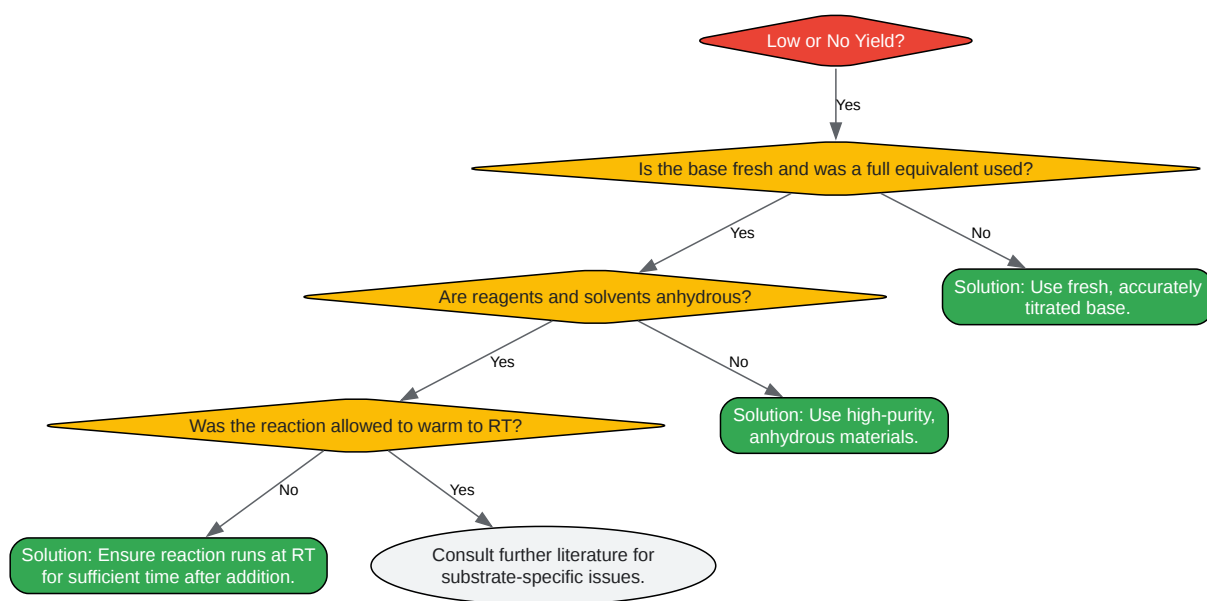 Low or No Yield?
Yes
Is the base fresh and was a full equivalent used?
Yes
No
Are reagents and solvents anhydrous?
Solution: Use fresh, accurately
titrated base.
Yes
No
Was the reaction allowed to warm to RT?
Solution: Use high-purity,
anhydrous materials.
No
Yes
Solution: Ensure reaction runs at RT
for sufficient time after addition.
Consult further literature for
substrate-specific issues.